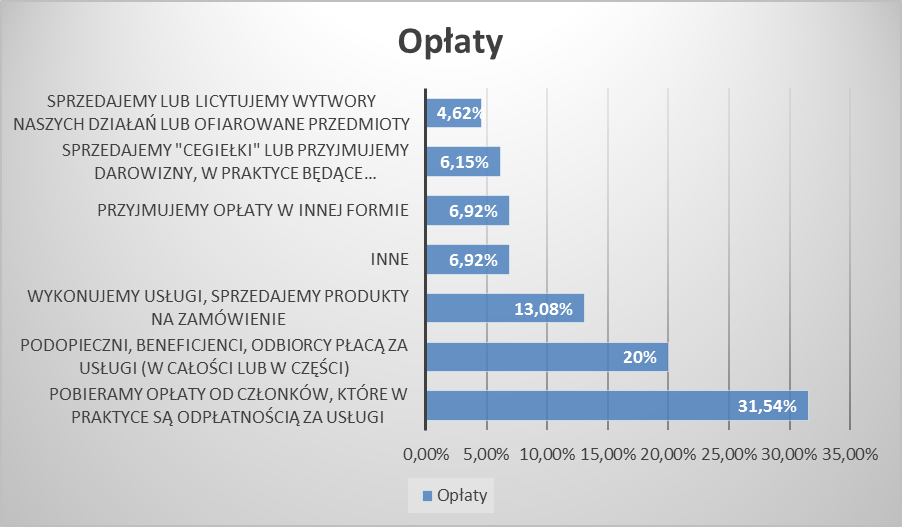 Opłaty
SPRZEDAJEMY LUB LICYTUJEMY WYTWORY
NASZYCH DZIAŁAŃ LUB OFIAROWANE PRZEDMIOTY
4,62%
SPRZEDAJEMY "CEGIEŁKI" LUB PRZYJMUJEMY
DAROWIZNY, W PRAKTYCE BĘDĄCE…
6,15%
PRZYJMUJEMY OPŁATY W INNEJ FORMIE
6,92%
INNE
6,92%
WYKONUJEMY USŁUGI, SPRZEDAJEMY PRODUKTY
NA ZAMÓWIENIE
13,08%
PODOPIECZNI, BENEFICJENCI, ODBIORCY PŁACĄ ZA
USŁUGI (W CAŁOŚCI LUB W CZĘŚCI)
20%
POBIERAMY OPŁATY OD CZŁONKÓW, KTÓRE W
PRAKTYCE SĄ ODPŁATNOŚCIĄ ZA USŁUGI
31,54%
0,00% 5,00% 10,00% 15,00% 20,00% 25,00% 30,00% 35,00%
Opłaty